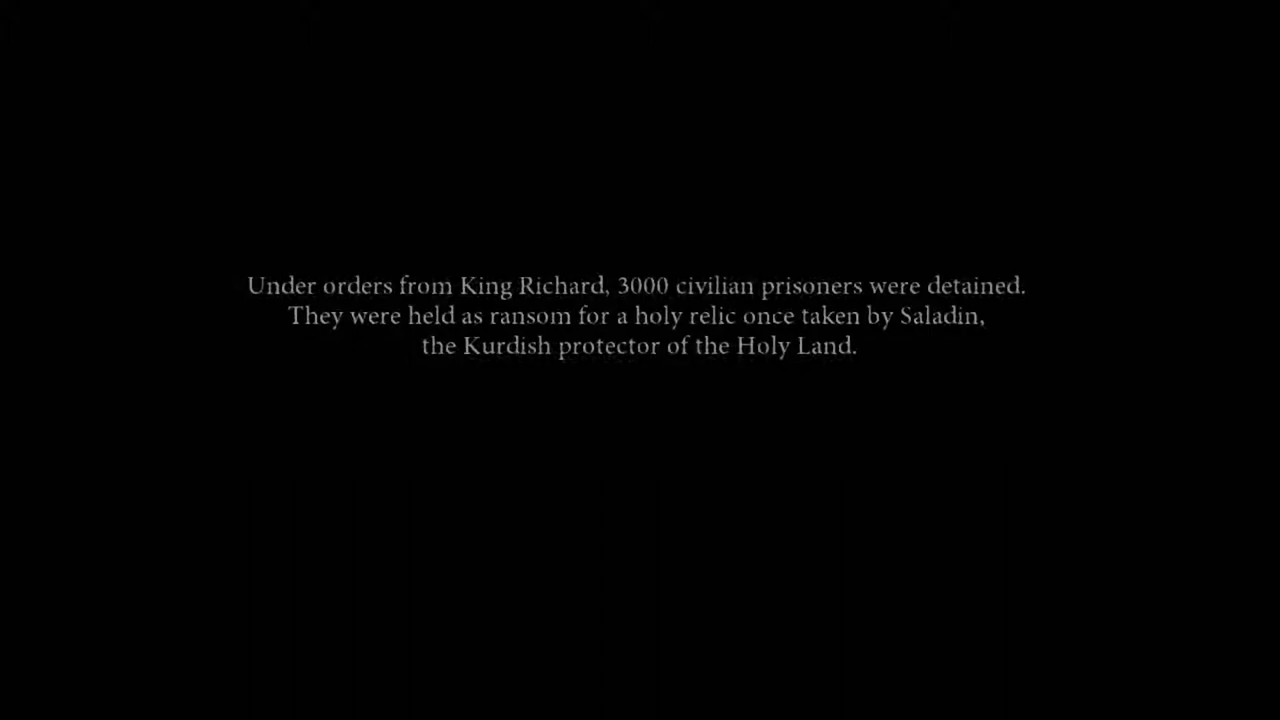 Under orders from King Richard, 3000 civilian prisoners were detained.
They were held as ransom for a holy relic once taken by Saladin,
the Kurdish protector of the Holy Land.